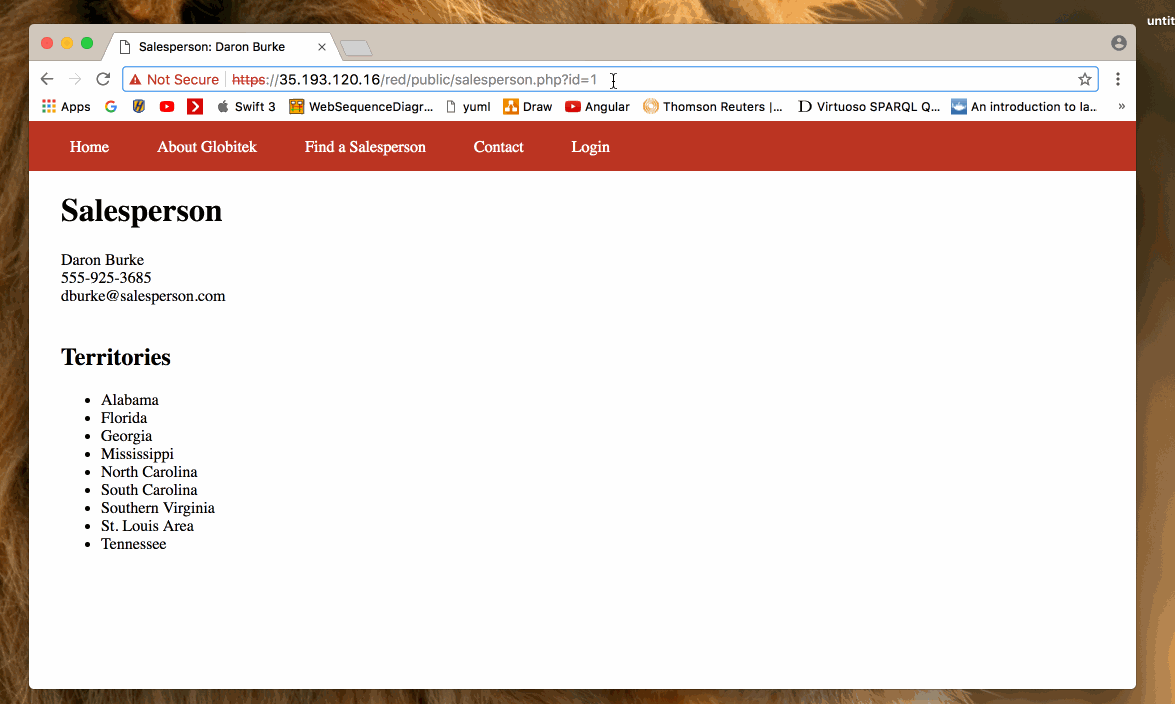 untit
Salesperson: Daron Burke
Not Secure https://35.193.120.16/red/public/salesperson.php?id=1
Apps Swift 3 WebSequenceDiagr... yuml Draw Angular Thomson Reuters |... Virtuoso SPARQL Q... An introduction to la... »
Home About Globitek Find a Salesperson Contact Login
Salesperson
Daron Burke
555-925-3685
dburke@salesperson.com
Territories
• Alabama
• Florida
• Georgia
• Mississippi
• North Carolina
• South Carolina
• Southern Virginia
• St. Louis Area
• Tennessee